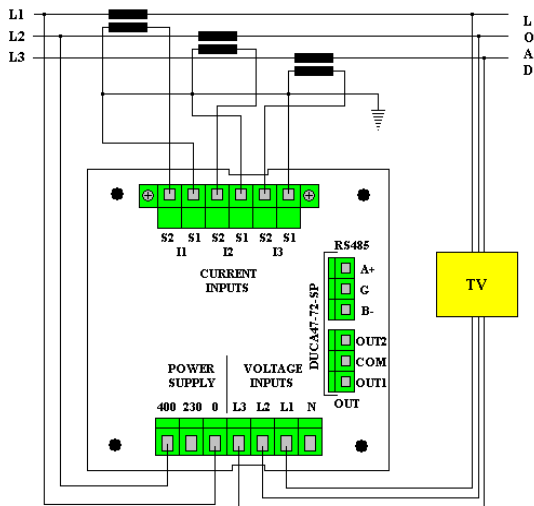 L1
L2
L3
L
O
A
D
S2 S1 S2 S1 S2 S1
I1 I2 I3
CURRENT
INPUTS
RS485
A+
G
B-
DUCA47-72-SP
OUT2
COM
OUT1
OUT
TV
POWER
SUPPLY
VOLTAGE
INPUTS
400 230 0 L3 L2 L1 N